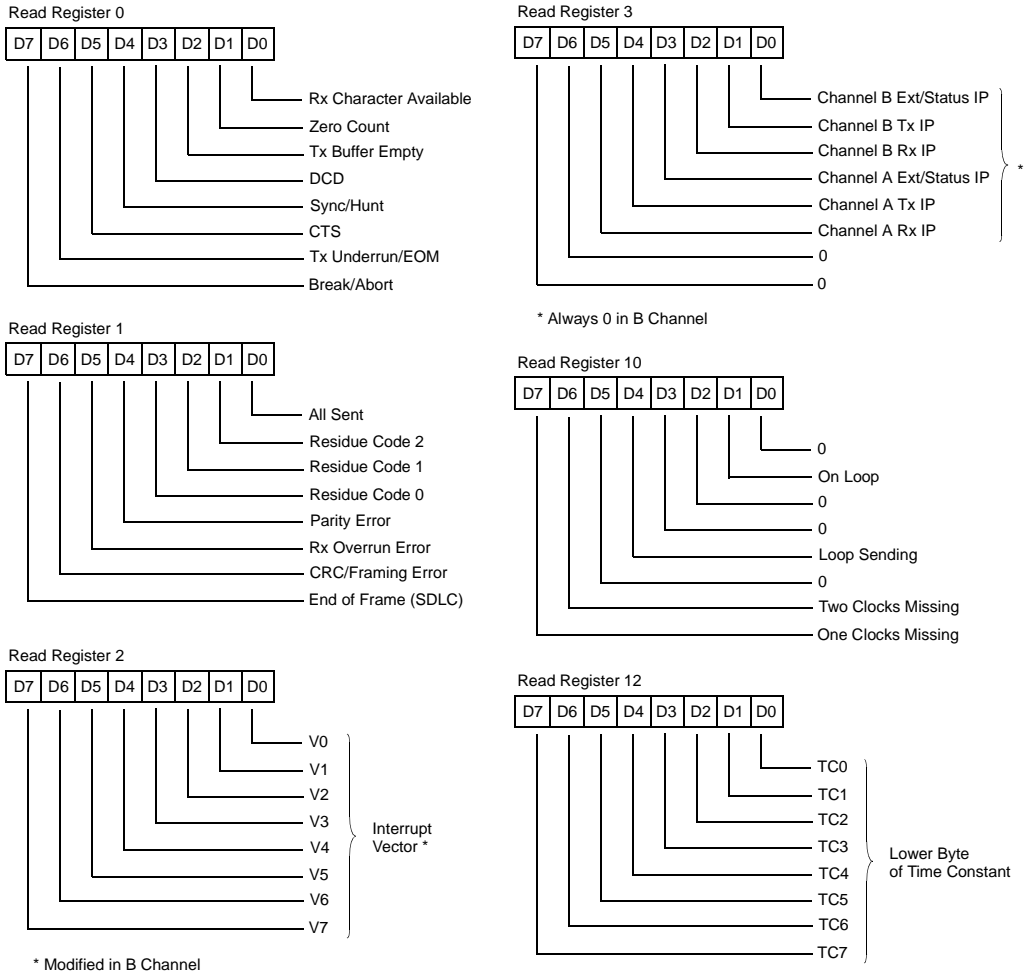 Read Register 0
D7 D6 D5 D4 D3 D2 D1 D0
Rx Character Available
Zero Count
Tx Buffer Empty
DCD
Sync/Hunt
CTS
Tx Underrun/EOM
Break/Abort
Read Register 1
D7 D6 D5 D4 D3 D2 D1 D0
All Sent
Residue Code 2
Residue Code 1
Residue Code 0
Parity Error
Rx Overrun Error
CRC/Framing Error
End of Frame (SDLC)
Read Register 2
D7 D6 D5 D4 D3 D2 D1 D0
V0
V1
V2
V3
V4
V5
V6
V7
Interrupt
Vector *
* Modified in B Channel
Read Register 3
D7 D6 D5 D4 D3 D2 D1 D0
Channel B Ext/Status IP
Channel B Tx IP
Channel B Rx IP
Channel A Ext/Status IP
Channel A Tx IP
Channel A Rx IP
0
0
*
* Always 0 in B Channel
Read Register 10
D7 D6 D5 D4 D3 D2 D1 D0
0
On Loop
0
0
Loop Sending
0
Two Clocks Missing
One Clocks Missing
Read Register 12
D7 D6 D5 D4 D3 D2 D1 D0
TC0
TC1
TC2
TC3
TC4
TC5
TC6
TC7
Lower Byte
of Time Constant